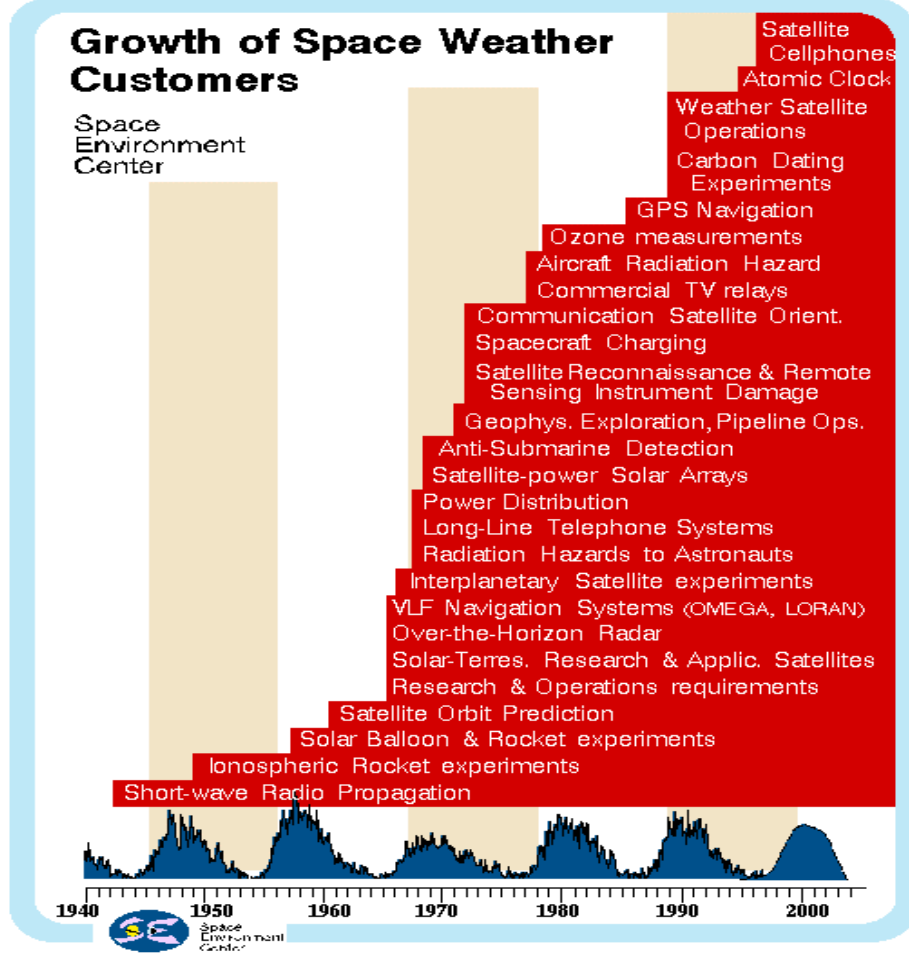 Growth of Space Weather
Customers
Space
Environment
Center
Satellite
Cellphones
Atomic Clock
Weather Satellite
Operations
Carbon Dating
Experiments
GPS Navigation
Ozone measurements
Aircraft Radiation Hazard
Commercial TV relays
Communication Satellite Orient.
Spacecraft Charging
Satellite Reconnaissance & Remote
Sensing Instrument Damage
Geophys. Exploration, Pipeline Ops.
Anti-Submarine Detection
Satellite-power Solar Arrays
Power Distribution
Long-Line Telephone Systems
Radiation Hazards to Astronauts
Interplanetary Satellite experiments
VLF Navigation Systems (OMEGA, LORAN)
Over-the-Horizon Radar
Solar-Terres. Research & Applic. Satellites
Research & Operations requirements
Satellite Orbit Prediction
Solar Balloon & Rocket experiments
Ionospheric Rocket experiments
Short-wave Radio Propagation
1940 1950 1960 1970 1980 1990 2000
Space
Environment
Center